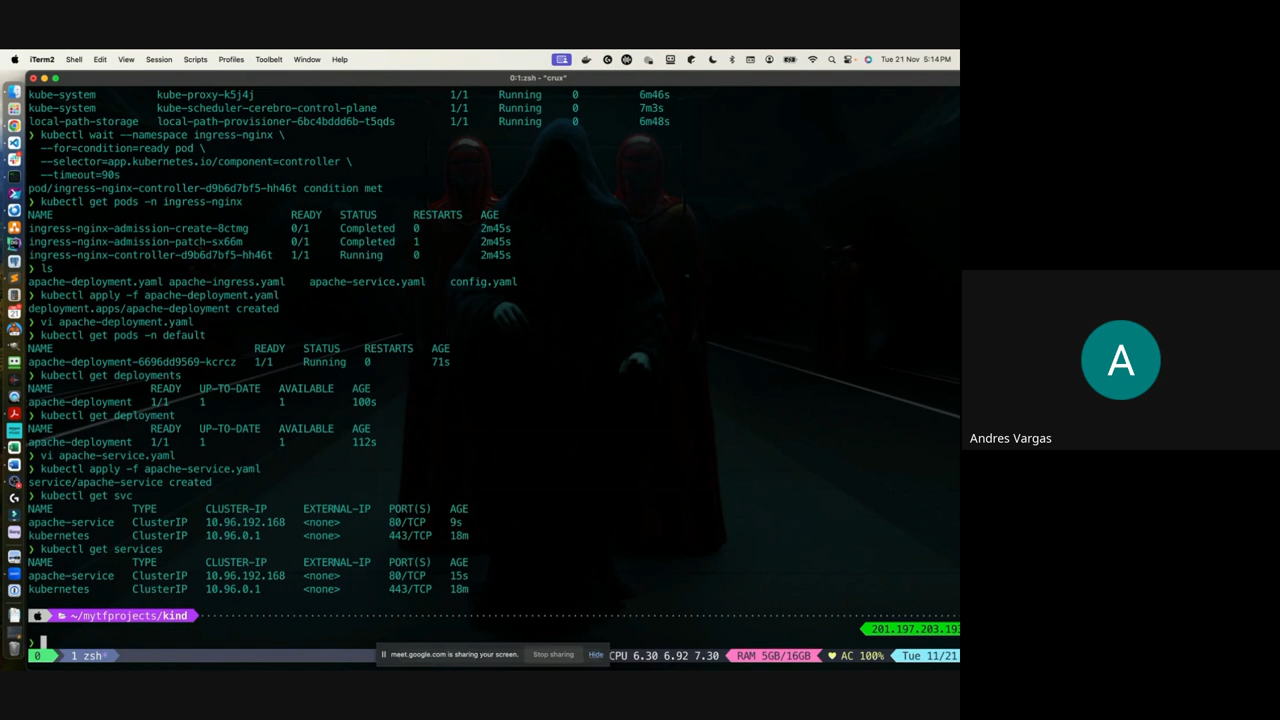 iTerm2 Shell Edit View Session Scripts Profiles Toolbelt Window Help Tue 21 Nov 5:14 PM
0:1:zsh - "crux"
kube-system kube-proxy-k5j4j 1/1 Running 0 6m46s
kube-system kube-scheduler-cerebro-control-plane 1/1 Running 0 7m3s
local-path-storage local-path-provisioner-6bc4bddd6b-t5qds 1/1 Running 0 6m48s
❯ kubectl wait --namespace ingress-nginx \
--for=condition=ready pod \
--selector=app.kubernetes.io/component=controller \
--timeout=90s
pod/ingress-nginx-controller-d9b6d7bf5-hh46t condition met
❯ kubectl get pods -n ingress-nginx
NAME READY STATUS RESTARTS AGE
ingress-nginx-admission-create-8ctmg 0/1 Completed 0 2m45s
ingress-nginx-admission-patch-sx66m 0/1 Completed 1 2m45s
ingress-nginx-controller-d9b6d7bf5-hh46t 1/1 Running 0 2m45s
❯ ls
apache-deployment.yaml apache-ingress.yaml apache-service.yaml config.yaml
❯ kubectl apply -f apache-deployment.yaml
deployment.apps/apache-deployment created
❯ vi apache-deployment.yaml
❯ kubectl get pods -n default
NAME READY STATUS RESTARTS AGE
apache-deployment-6696dd9569-kcrcz 1/1 Running 0 71s
❯ kubectl get deployments
NAME READY UP-TO-DATE AVAILABLE AGE
apache-deployment 1/1 1 1 100s
❯ kubectl get deployment
NAME READY UP-TO-DATE AVAILABLE AGE
apache-deployment 1/1 1 1 112s
❯ vi apache-service.yaml
❯ kubectl apply -f apache-service.yaml
service/apache-service created
❯ kubectl get svc
NAME TYPE CLUSTER-IP EXTERNAL-IP PORT(S) AGE
apache-service ClusterIP 10.96.192.168 <none> 80/TCP 9s
kubernetes ClusterIP 10.96.0.1 <none> 443/TCP 18m
❯ kubectl get services
NAME TYPE CLUSTER-IP EXTERNAL-IP PORT(S) AGE
apache-service ClusterIP 10.96.192.168 <none> 80/TCP 15s
kubernetes ClusterIP 10.96.0.1 <none> 443/TCP 18m
~/mytfprojects/kind
201.197.203.193
❯
0 1 zsh* meet.google.com is sharing your screen. Stop sharing Hide CPU 6.30 6.92 7.30 RAM 5GB/16GB ♥ AC 100% Tue 11/21
A
Andres Vargas